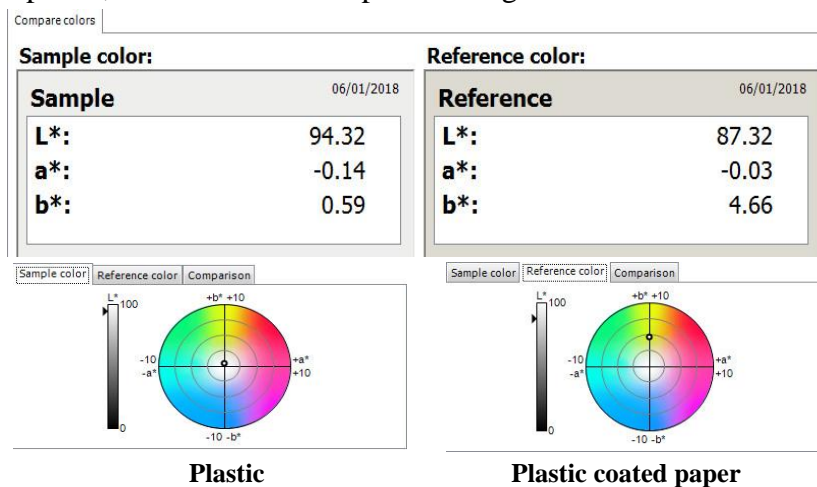 Compare colors
Sample color:
Sample 06/01/2018
L*: 94.32
a*: -0.14
b*: 0.59
Reference color:
Reference 06/01/2018
L*: 87.32
a*: -0.03
b*: 4.66
Sample color Reference color Comparison
L*
100
0
+b* +10
-10
-a*
+a*
+10
-10 -b*
Sample color Reference color Comparison
L*
100
0
+b* +10
-10
-a*
+a*
+10
-10 -b*
Plastic
Plastic coated paper